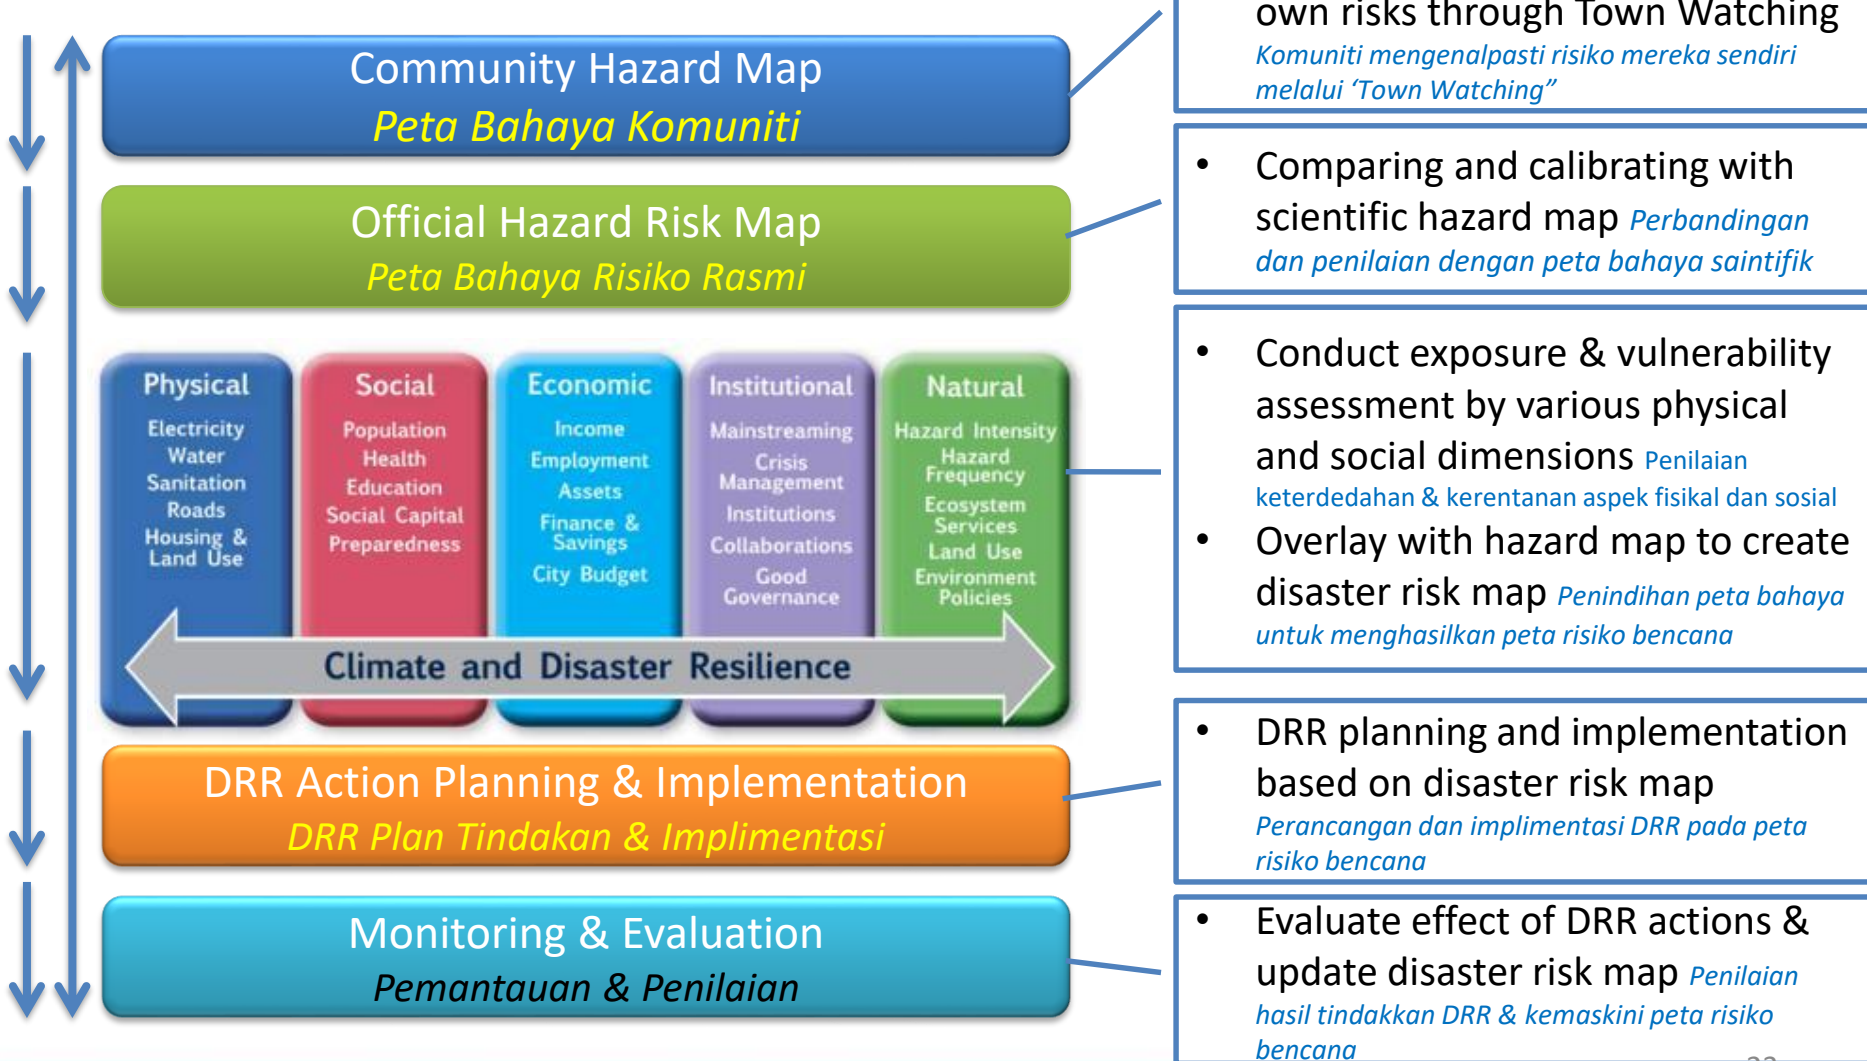 Community Hazard Map
Peta Bahaya Komuniti
own risks through Town Watching
Komuniti mengenalpasti risiko mereka sendiri
melalui ‘Town Watching”
Official Hazard Risk Map
Peta Bahaya Risiko Rasmi
• Comparing and calibrating with
scientific hazard map Perbandingan
dan penilaian dengan peta bahaya saintifik
Physical
Electricity
Water
Sanitation
Roads
Housing &
Land Use
Social
Population
Health
Education
Social Capital
Preparedness
Economic
Income
Employment
Assets
Finance &
Savings
City Budget
Institutional
Mainstreaming
Crisis
Management
Institutions
Collaborations
Good
Governance
Natural
Hazard Intensity
Hazard
Frequency
Ecosystem
Services
Land Use
Environment
Policies
Climate and Disaster Resilience
• Conduct exposure & vulnerability
assessment by various physical
and social dimensions Penilaian
keterdedahan & kerentanan aspek fisikal dan sosial
• Overlay with hazard map to create
disaster risk map Penindihan peta bahaya
untuk menghasilkan peta risiko bencana
DRR Action Planning & Implementation
DRR Plan Tindakan & Implimentasi
• DRR planning and implementation
based on disaster risk map
Perancangan dan implimentasi DRR pada peta
risiko bencana
Monitoring & Evaluation
Pemantauan & Penilaian
• Evaluate effect of DRR actions &
update disaster risk map Penilaian
hasil tindakkan DRR & kemaskini peta risiko
bencana